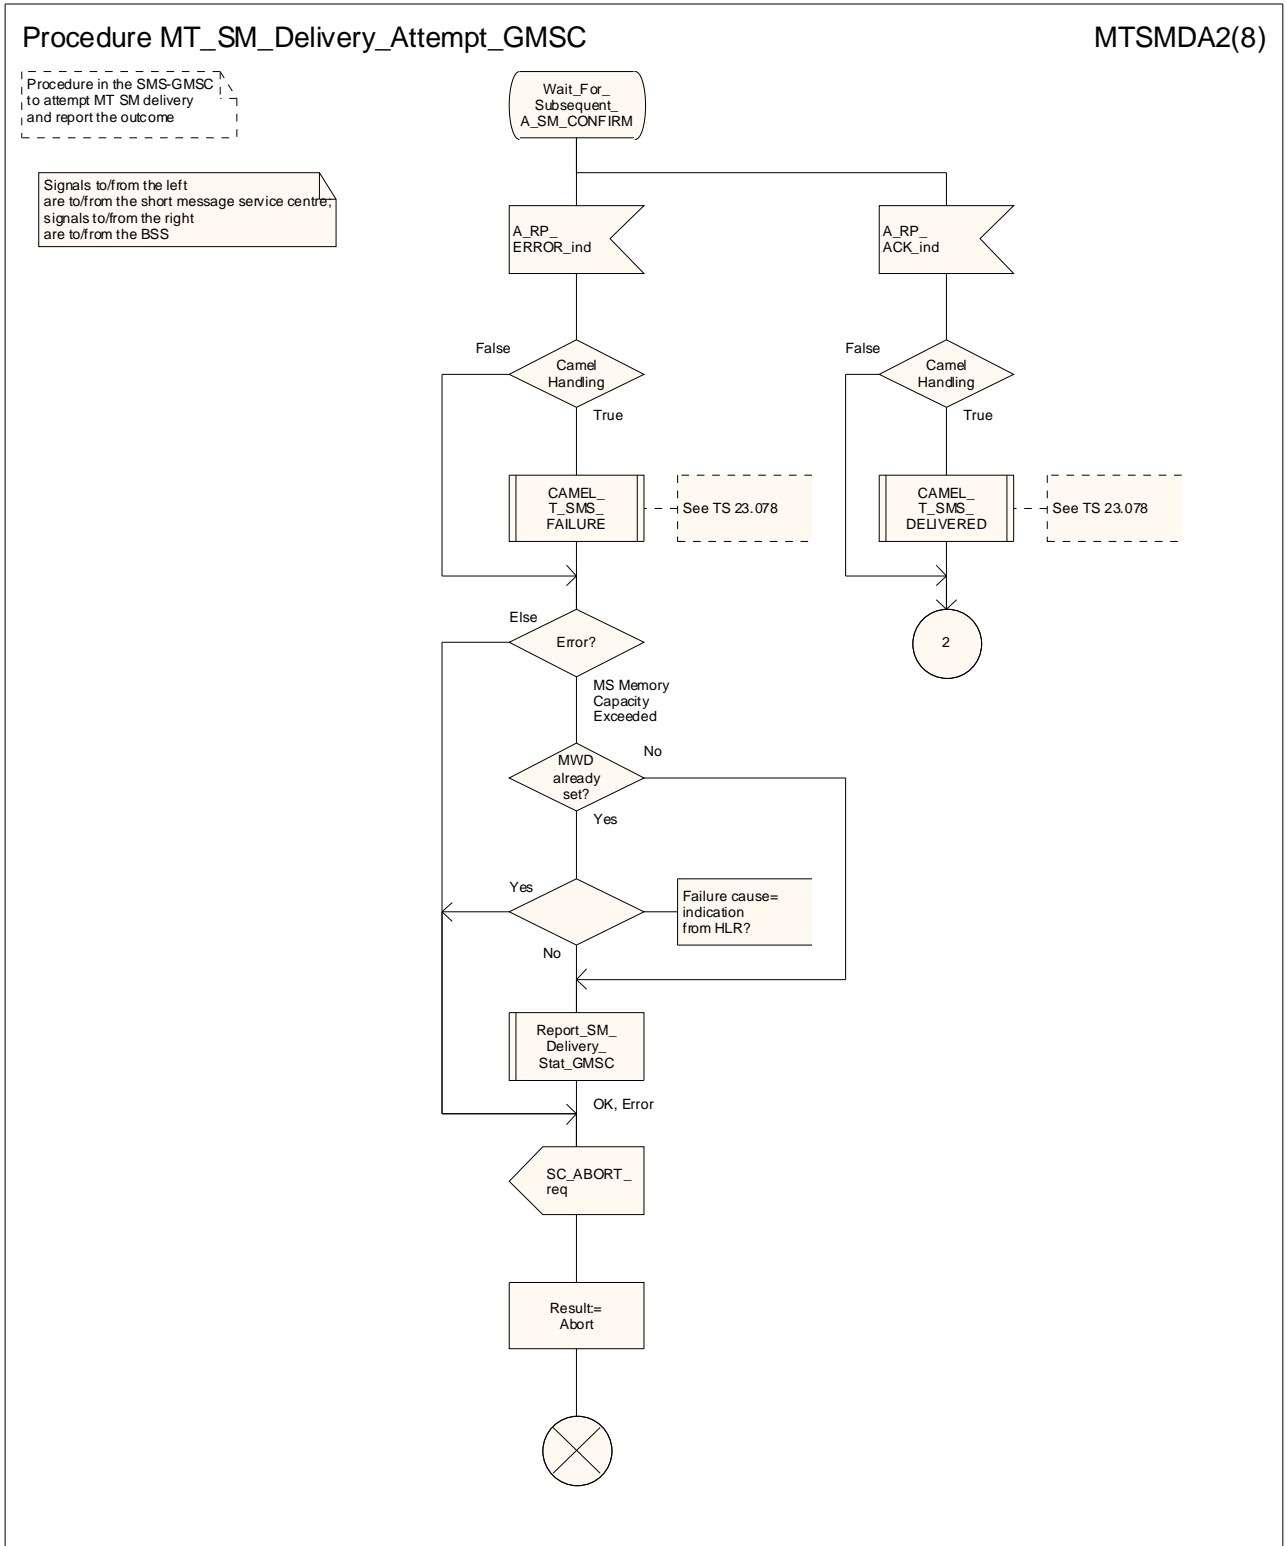 Procedure MT_SM_Delivery_Attempt_GMSC
MTSMDA2(8)
Procedure in the SMS-GMSC
to attempt MT SM delivery
and report the outcome
Signals to/from the left
are to/from the short message service centre;
signals to/from the right
are to/from the BSS
Wait_For_
Subsequent_
A_SM_CONFIRM
A_RP_
ERROR_ind
A_RP_
ACK_ind
False
Camel
Handling
True
False
Camel
Handling
True
CAMEL_
T_SMS_
FAILURE
See TS 23.078
CAMEL_
T_SMS_
DELIVERED
See TS 23.078
Else
Error?
2
MS Memory
Capacity
Exceeded
MWD
already
set?
No
Yes
Yes
Failure cause=
indication
from HLR?
No
Report_SM_
Delivery_
Stat_GMSC
OK, Error
SC_ABORT_
req
Result:=
Abort